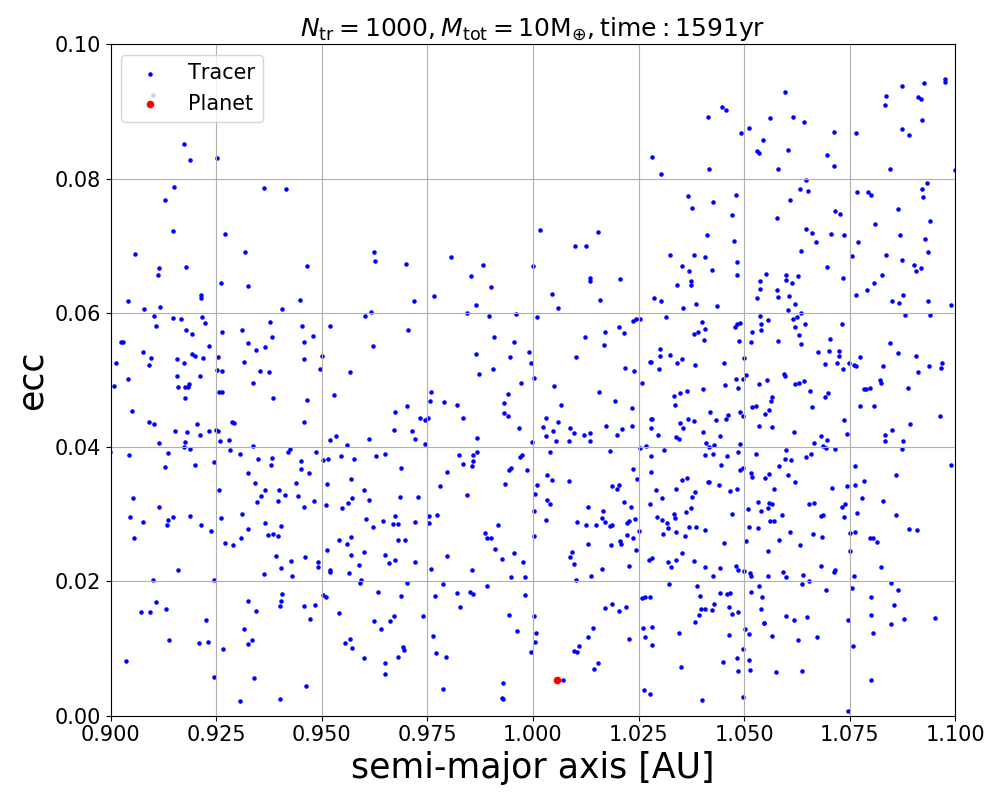 N_tr = 1000, M_tot = 10M_⊕, time : 1591yr
Tracer
Planet
ecc
0.10
0.08
0.06
0.04
0.02
0.00
0.900 0.925 0.950 0.975 1.000 1.025 1.050 1.075 1.100
semi-major axis [AU]